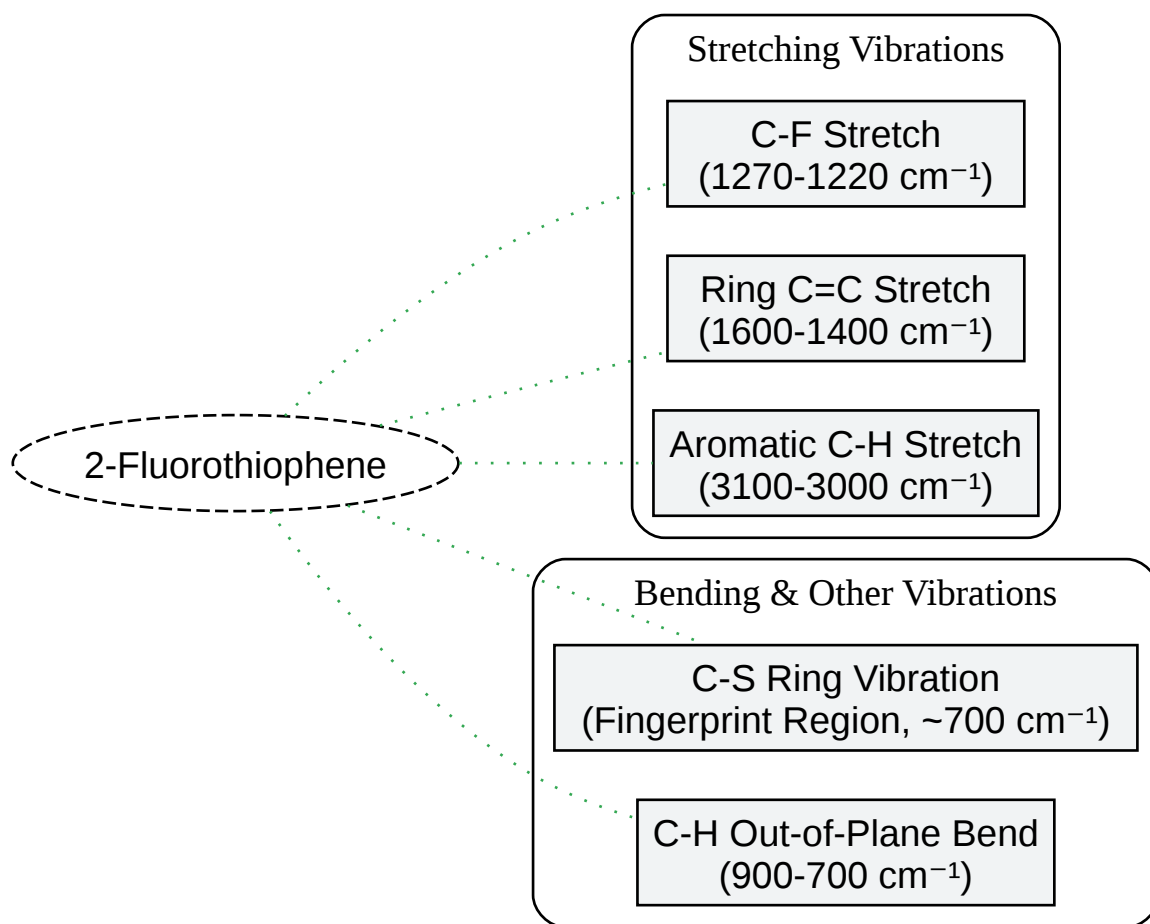 Stretching Vibrations
C-F Stretch
(1270-1220 cm⁻¹)
Ring C=C Stretch
(1600-1400 cm⁻¹)
Aromatic C-H Stretch
(3100-3000 cm⁻¹)
2-Fluorothiophene
Bending & Other Vibrations
C-S Ring Vibration
(Fingerprint Region, ~700 cm⁻¹)
C-H Out-of-Plane Bend
(900-700 cm⁻¹)